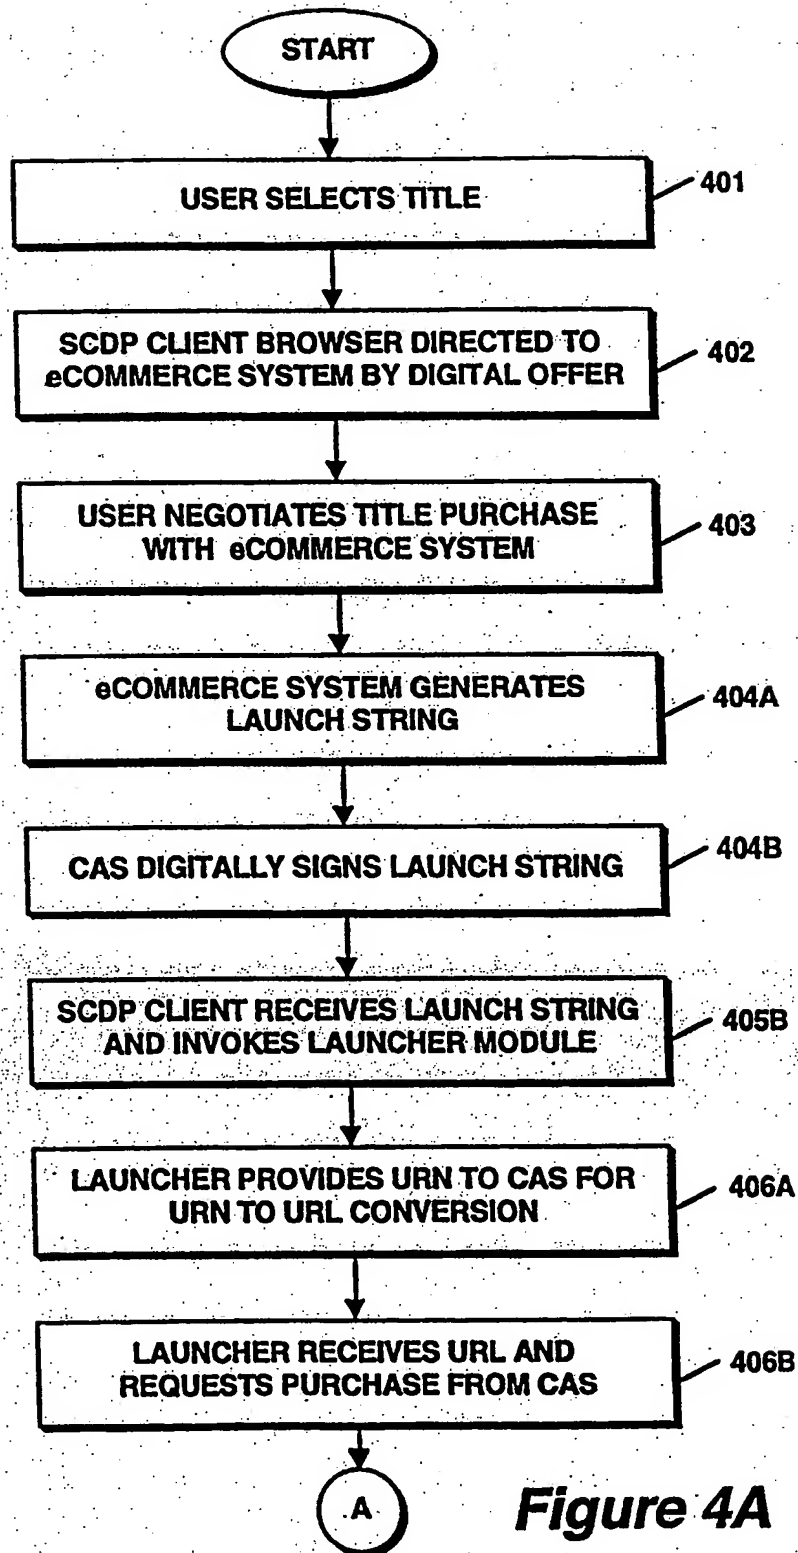 START
USER SELECTS TITLE
401
SCDP CLIENT BROWSER DIRECTED TO
eCOMMERCE SYSTEM BY DIGITAL OFFER
402
USER NEGOTIATES TITLE PURCHASE
WITH eCOMMERCE SYSTEM
403
eCOMMERCE SYSTEM GENERATES
LAUNCH STRING
404A
CAS DIGITALLY SIGNS LAUNCH STRING
404B
SCDP CLIENT RECEIVES LAUNCH STRING
AND INVOKES LAUNCHER MODULE
405B
LAUNCHER PROVIDES URN TO CAS FOR
URN TO URL CONVERSION
406A
LAUNCHER RECEIVES URL AND
REQUESTS PURCHASE FROM CAS
406B
A
Figure 4A